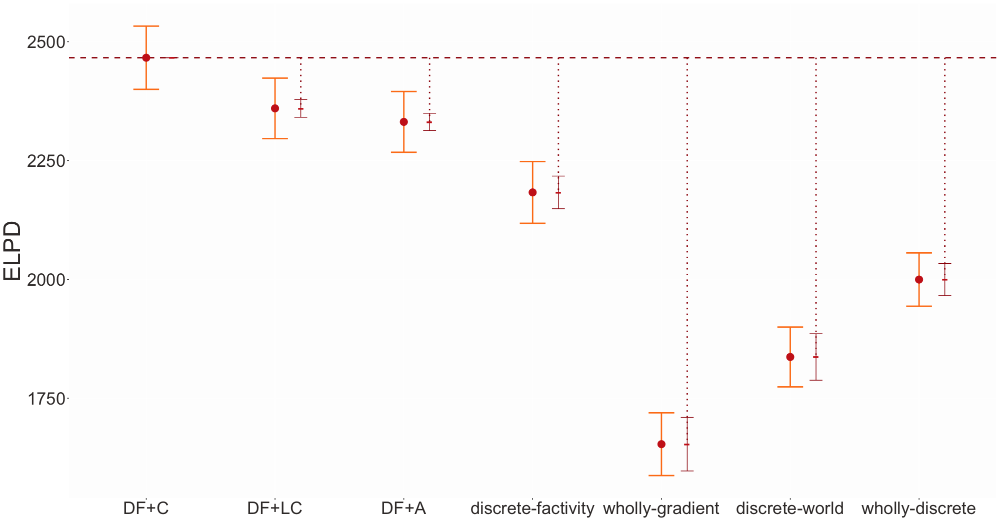 ELPD
2500
2250
2000
1750
DF+C DF+LC DF+A discrete-factivity wholly-gradient discrete-world wholly-discrete